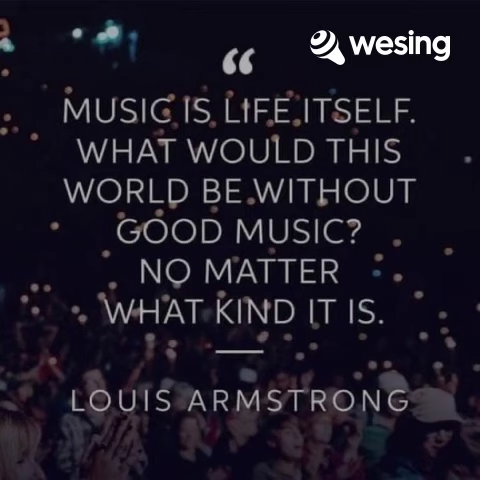 wesing
“
MUSIC IS LIFE ITSELF.
WHAT WOULD THIS
WORLD BE WITHOUT
GOOD MUSIC?
NO MATTER
WHAT KIND IT IS.
LOUIS ARMSTRONG